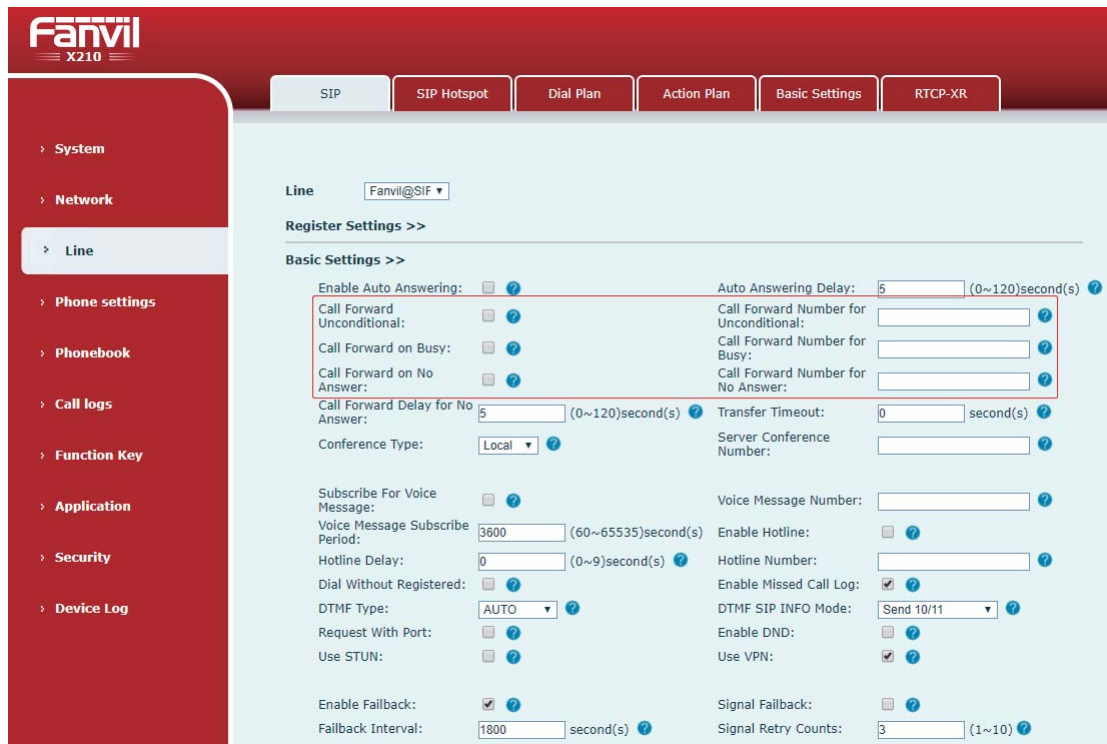 Fanvil
X210
SIP
SIP Hotspot
Dial Plan
Action Plan
Basic Settings
RTCP-XR
› System
› Network
› Line
› Phone settings
› Phonebook
› Call logs
› Function Key
› Application
› Security
› Device Log
Line Fanvil@SIF ▾
Register Settings >>
Basic Settings >>
Enable Auto Answering: ? Auto Answering Delay: 5 (0~120)second(s) ?
Call Forward
Unconditional: ? Call Forward Number for
Unconditional: ?
Call Forward on Busy: ? Call Forward Number for
Busy: ?
Call Forward on No
Answer: ? Call Forward Number for
No Answer: ?
Call Forward Delay for No
Answer: 5 (0~120)second(s) ? Transfer Timeout: 0 second(s) ?
Conference Type: Local ▾ ? Server Conference
Number: ?
Subscribe For Voice
Message: ? Voice Message Number: ?
Voice Message Subscribe
Period: 3600 (60~65535)second(s) Enable Hotline: ?
Hotline Delay: 0 (0~9)second(s) ? Hotline Number: ?
Dial Without Registered: ? Enable Missed Call Log: ?
DTMF Type: AUTO ▾ ? DTMF SIP INFO Mode: Send 10/11 ▾ ?
Request With Port: ? Enable DND: ?
Use STUN: ? Use VPN: ?
Enable Failback: ? Signal Failback: ?
Failback Interval: 1800 second(s) ? Signal Retry Counts: 3 (1~10) ?